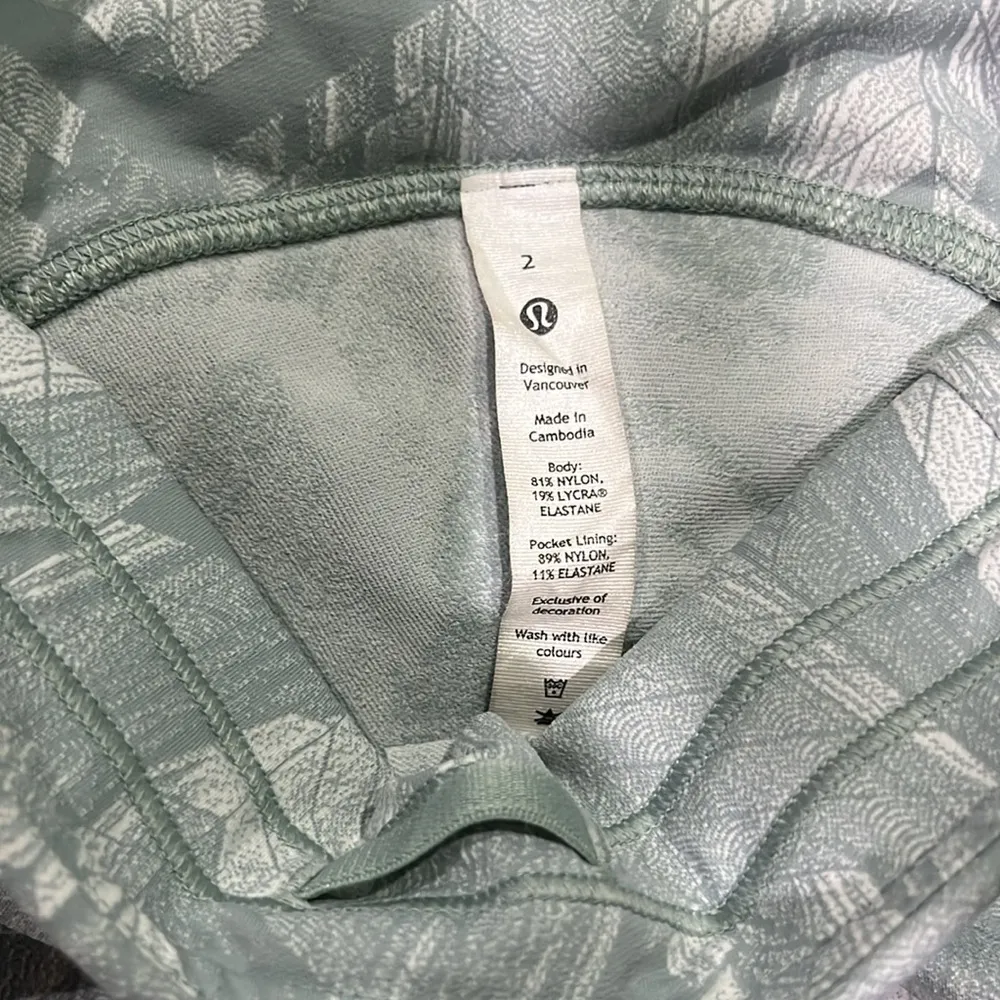 2
Designed in
Vancouver
Made in
Cambodia
Body:
81% NYLON,
19% LYCRA®
ELASTANE
Pocket Lining:
89% NYLON,
11% ELASTANE
Exclusive of
decoration
Wash with like
colours